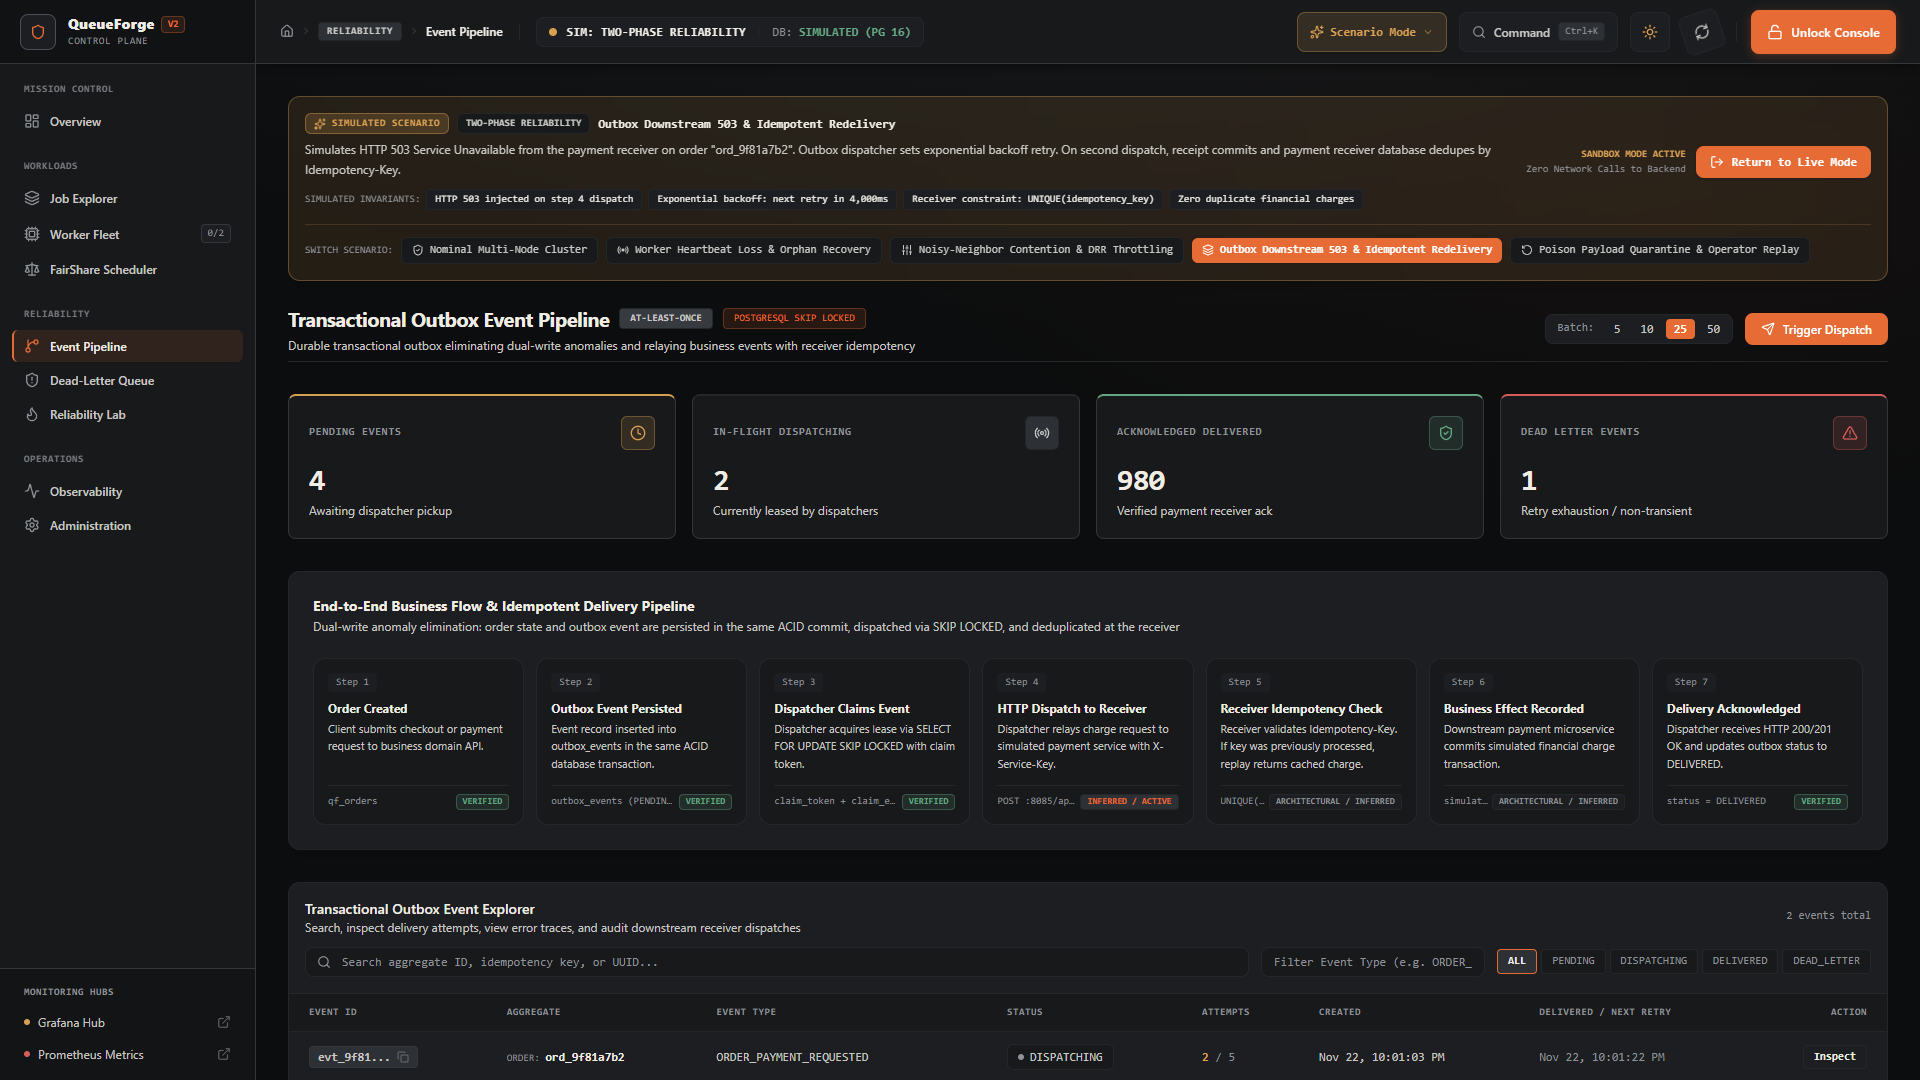 QueueForge V2
CONTROL PLANE
MISSION CONTROL
Overview
WORKLOADS
Job Explorer
Worker Fleet 0/2
FairShare Scheduler
RELIABILITY
Event Pipeline
Dead-Letter Queue
Reliability Lab
OPERATIONS
Observability
Administration
MONITORING HUBS
Grafana Hub
Prometheus Metrics
RELIABILITY Event Pipeline SIM: TWO-PHASE RELIABILITY DB: SIMULATED (PG 16) Scenario Mode Command Ctrl+K Unlock Console
SIMULATED SCENARIO TWO-PHASE RELIABILITY Outbox Downstream 503 & Idempotent Redelivery
Simulates HTTP 503 Service Unavailable from the payment receiver on order "ord_9f81a7b2". Outbox dispatcher sets exponential backoff retry. On second dispatch, receipt commits and payment receiver database dedupes by
Idempotency-Key.
SANDBOX MODE ACTIVE
Zero Network Calls to Backend
Return to Live Mode
SIMULATED INVARIANTS: HTTP 503 injected on step 4 dispatch Exponential backoff: next retry in 4,000ms Receiver constraint: UNIQUE(idempotency_key) Zero duplicate financial charges
SWITCH SCENARIO: Nominal Multi-Node Cluster Worker Heartbeat Loss & Orphan Recovery Noisy-Neighbor Contention & DRR Throttling Outbox Downstream 503 & Idempotent Redelivery Poison Payload Quarantine & Operator Replay
Transactional Outbox Event Pipeline AT-LEAST-ONCE POSTGRESQL SKIP LOCKED
Durable transactional outbox eliminating dual-write anomalies and relaying business events with receiver idempotency
Batch: 5 10 25 50 Trigger Dispatch
PENDING EVENTS
4
Awaiting dispatcher pickup
IN-FLIGHT DISPATCHING
2
Currently leased by dispatchers
ACKNOWLEDGED DELIVERED
980
Verified payment receiver ack
DEAD LETTER EVENTS
1
Retry exhaustion / non-transient
End-to-End Business Flow & Idempotent Delivery Pipeline
Dual-write anomaly elimination: order state and outbox event are persisted in the same ACID commit, dispatched via SKIP LOCKED, and deduplicated at the receiver
Step 1
Order Created
Client submits checkout or payment
request to business domain API.
qf_orders VERIFIED
Step 2
Outbox Event Persisted
Event record inserted into
outbox_events in the same ACID
database transaction.
outbox_events (PENDIN… VERIFIED
Step 3
Dispatcher Claims Event
Dispatcher acquires lease via SELECT
FOR UPDATE SKIP LOCKED with claim
token.
claim_token + claim_e… VERIFIED
Step 4
HTTP Dispatch to Receiver
Dispatcher relays charge request to
simulated payment service with X-
Service-Key.
POST :8085/ap… INFERRED / ACTIVE
Step 5
Receiver Idempotency Check
Receiver validates Idempotency-Key.
If key was previously processed,
replay returns cached charge.
UNIQUE(… ARCHITECTURAL / INFERRED
Step 6
Business Effect Recorded
Downstream payment microservice
commits simulated financial charge
transaction.
simulat… ARCHITECTURAL / INFERRED
Step 7
Delivery Acknowledged
Dispatcher receives HTTP 200/201
OK and updates outbox status to
DELIVERED.
status = DELIVERED VERIFIED
Transactional Outbox Event Explorer
Search, inspect delivery attempts, view error traces, and audit downstream receiver dispatches
2 events total
Search aggregate ID, idempotency key, or UUID... Filter Event Type (e.g. ORDER_ ALL PENDING DISPATCHING DELIVERED DEAD_LETTER
EVENT ID AGGREGATE EVENT TYPE STATUS ATTEMPTS CREATED DELIVERED / NEXT RETRY ACTION
evt_9f81... ORDER: ord_9f81a7b2 ORDER_PAYMENT_REQUESTED DISPATCHING 2 / 5 Nov 22, 10:01:03 PM Nov 22, 10:01:22 PM Inspect